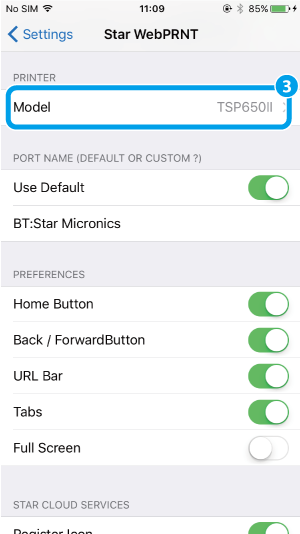 No SIM 11:09 85%
Settings Star WebPRNT
PRINTER
3
Model TSP650II
PORT NAME (DEFAULT OR CUSTOM ?)
Use Default
BT:Star Micronics
PREFERENCES
Home Button
Back / ForwardButton
URL Bar
Tabs
Full Screen
STAR CLOUD SERVICES
Register Icon